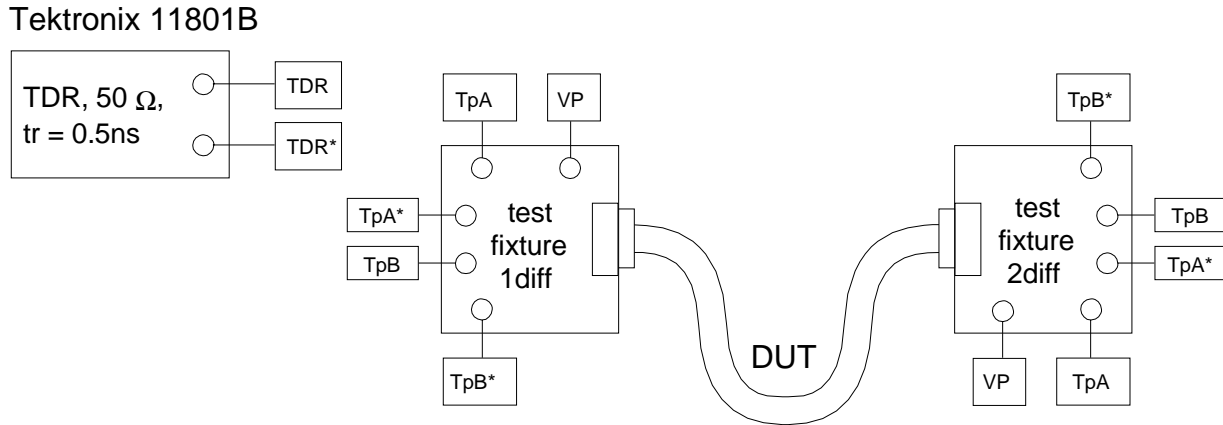 Tektronix 11801B
TDR, 50 Ω,
tr = 0.5ns
TDR
TDR*
TpA
VP
TpA*
TpB
TpB*
test
fixture
1diff
DUT
TpB*
test
fixture
2diff
TpB
TpA*
VP
TpA